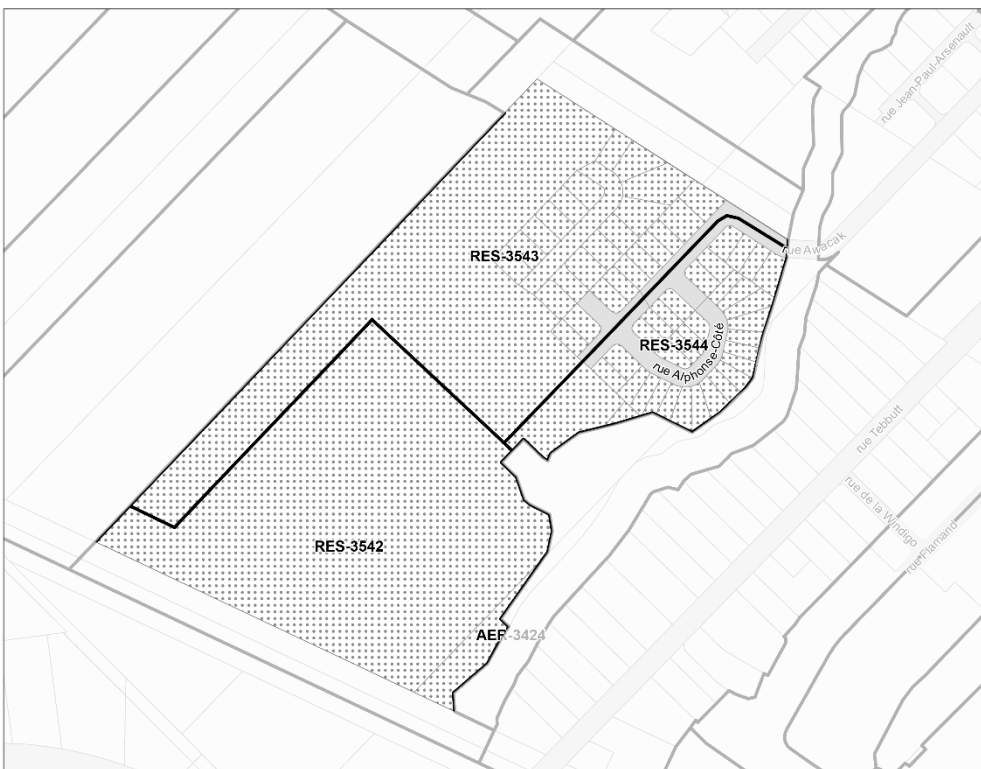 rue Jean-Paul-Arsenault
rue Awacak
RES-3543
RES-3544
rue Alphonse-Côté
rue Tebbutt
rue de la Windigo
rue Flamand
RES-3542
AER-3424